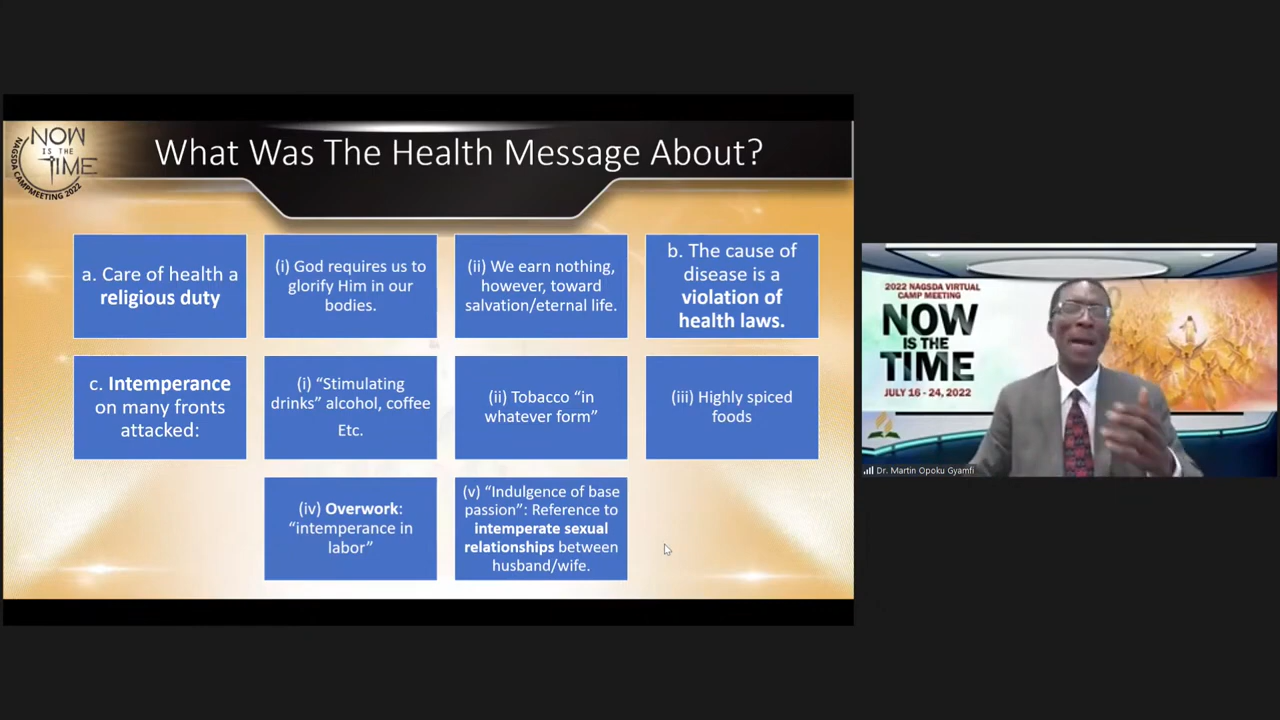 NOW
IS THE
TIME
NAGSDA CAMPMEETING 2022
What Was The Health Message About?
a. Care of health a
religious duty
(i) God requires us to
glorify Him in our
bodies.
(ii) We earn nothing,
however, toward
salvation/eternal life.
b. The cause of
disease is a
violation of
health laws.
c. Intemperance
on many fronts
attacked:
(i) “Stimulating
drinks” alcohol, coffee
Etc.
(ii) Tobacco “in
whatever form”
(iii) Highly spiced
foods
(iv) Overwork:
“intemperance in
labor”
(v) “Indulgence of base
passion”: Reference to
intemperate sexual
relationships between
husband/wife.
2022 NAGSDA VIRTUAL
CAMP MEETING
NOW
IS THE
TIME
JULY 16 - 24, 2022
Dr. Martin Opoku Gyamfi